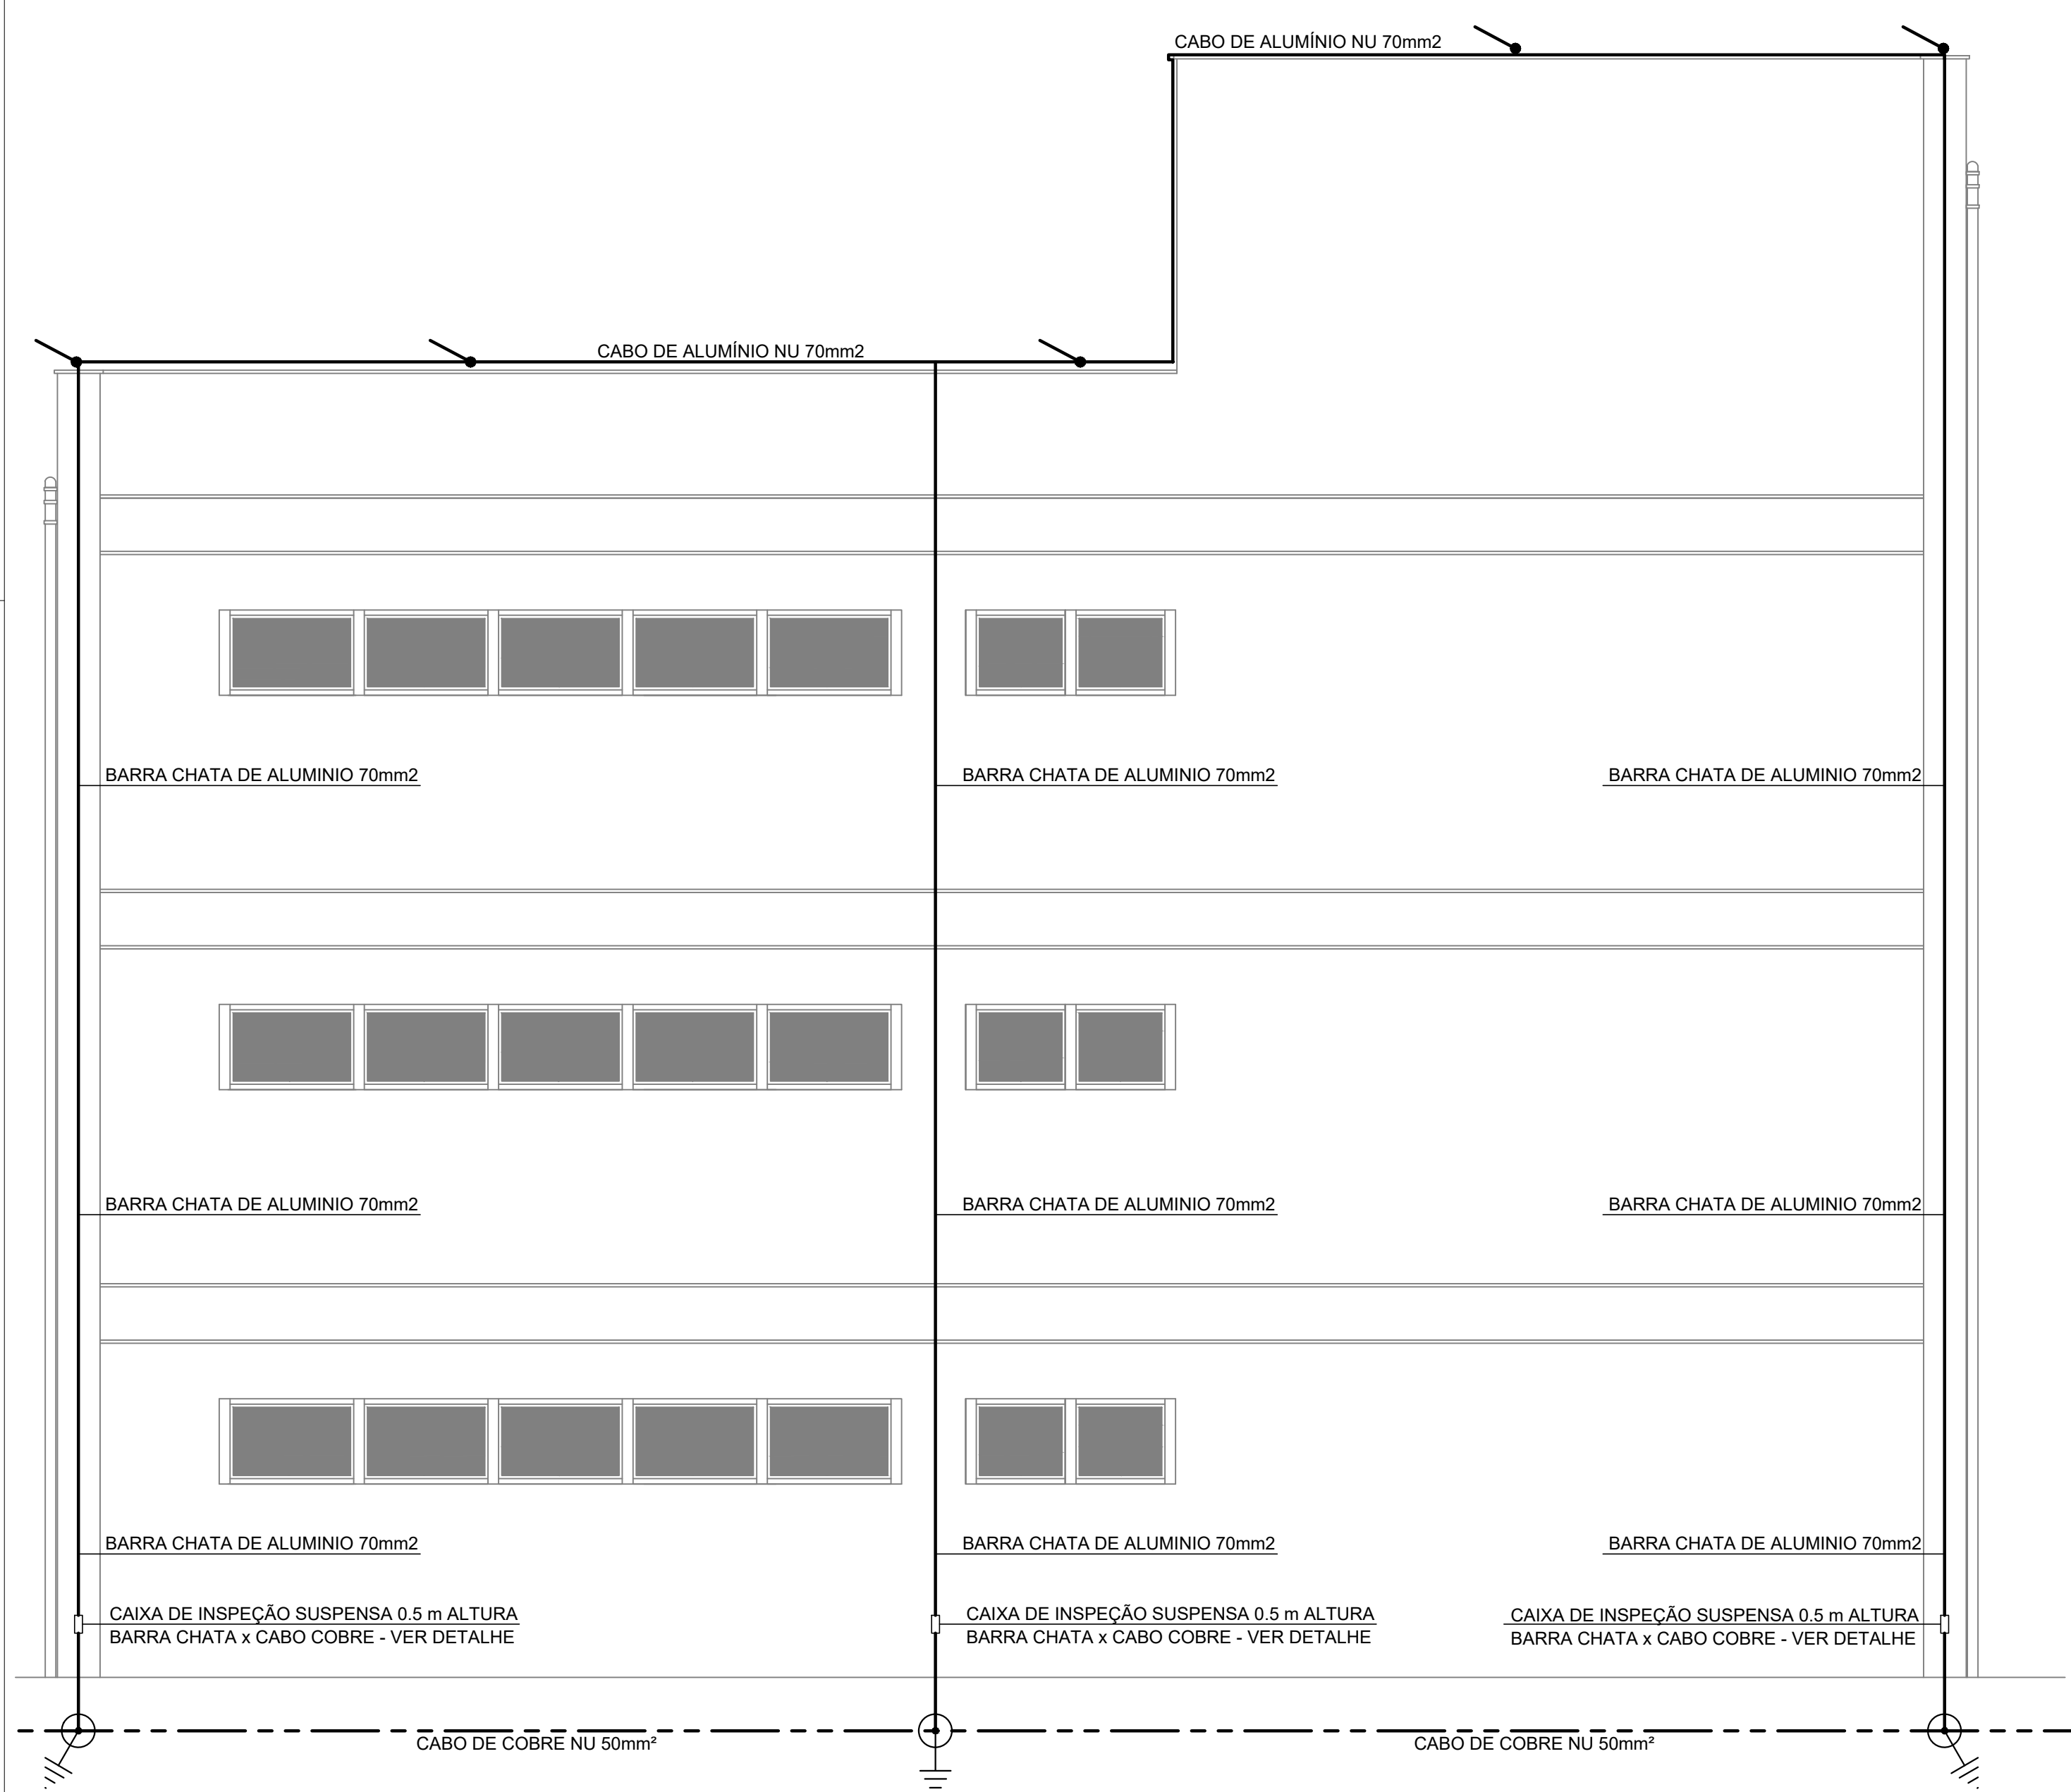 CABO DE ALUMÍNIO NU 70mm2
CABO DE ALUMÍNIO NU 70mm2
BARRA CHATA DE ALUMINIO 70mm2
BARRA CHATA DE ALUMINIO 70mm2
BARRA CHATA DE ALUMINIO 70mm2
BARRA CHATA DE ALUMINIO 70mm2
BARRA CHATA DE ALUMINIO 70mm2
BARRA CHATA DE ALUMINIO 70mm2
BARRA CHATA DE ALUMINIO 70mm2
BARRA CHATA DE ALUMINIO 70mm2
BARRA CHATA DE ALUMINIO 70mm2
CAIXA DE INSPEÇÃO SUSPENSA 0.5 m ALTURA
BARRA CHATA x CABO COBRE - VER DETALHE
CAIXA DE INSPEÇÃO SUSPENSA 0.5 m ALTURA
BARRA CHATA x CABO COBRE - VER DETALHE
CAIXA DE INSPEÇÃO SUSPENSA 0.5 m ALTURA
BARRA CHATA x CABO COBRE - VER DETALHE
CABO DE COBRE NU 50mm²
CABO DE COBRE NU 50mm²